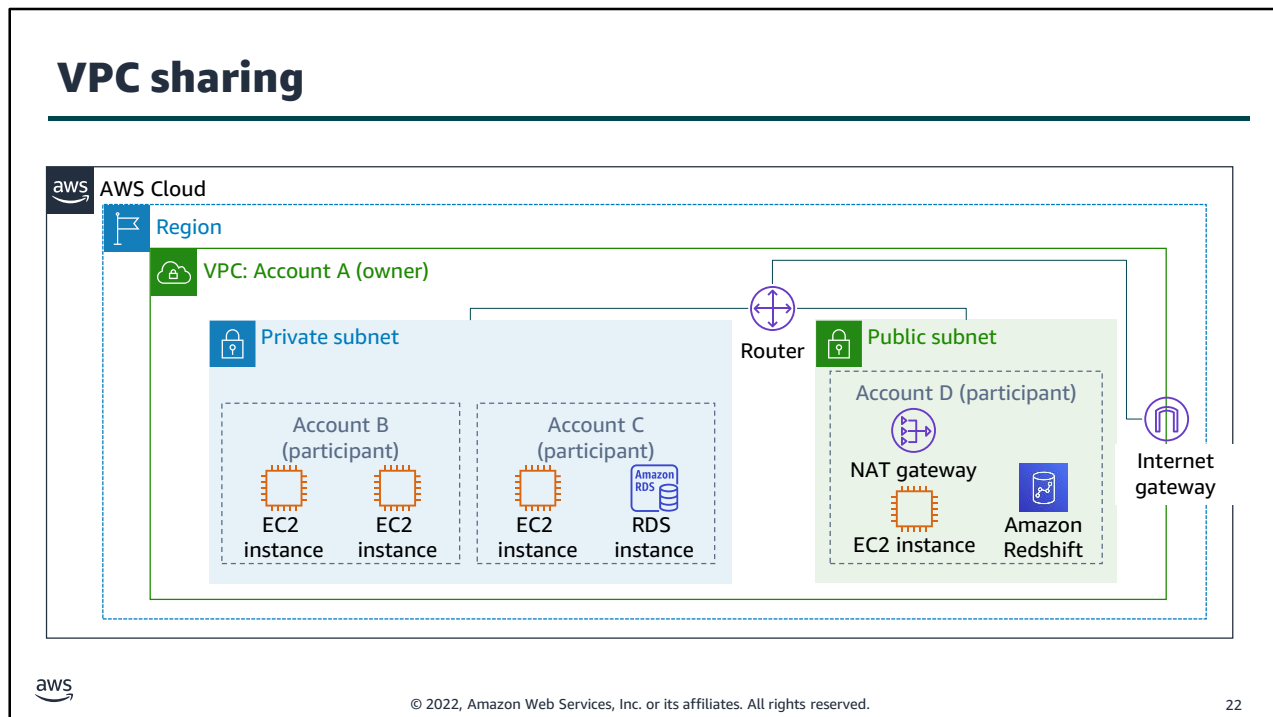 VPC sharing
aws
AWS Cloud
Region
VPC: Account A (owner)
Private subnet
Router
Public subnet
Account B
(participant)
EC2
instance
EC2
instance
Account C
(participant)
EC2
instance
Amazon
RDS
RDS
instance
Account D (participant)
NAT gateway
EC2 instance
Amazon
Redshift
Internet
gateway
aws
© 2022, Amazon Web Services, Inc. or its affiliates. All rights reserved.
22